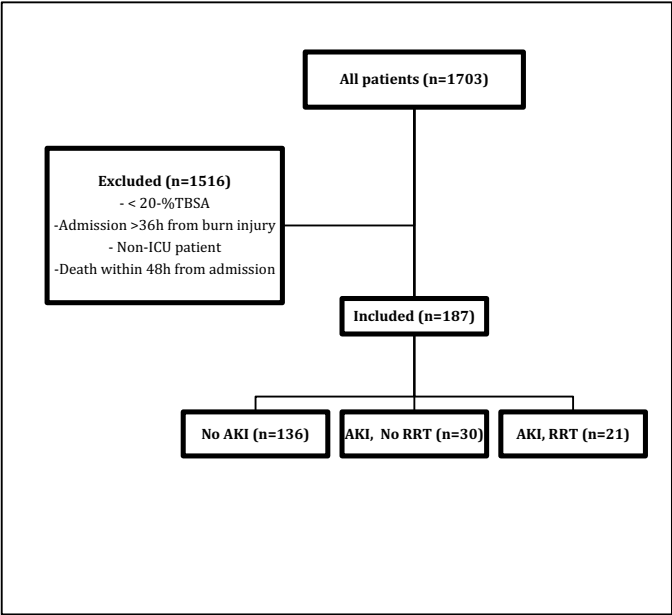 All patients (n=1703)
Excluded (n=1516)
- < 20-%TBSA
-Admission >36h from burn injury
- Non-ICU patient
-Death within 48h from admission
Included (n=187)
No AKI (n=136)
AKI,  No RRT (n=30)
AKI, RRT (n=21)